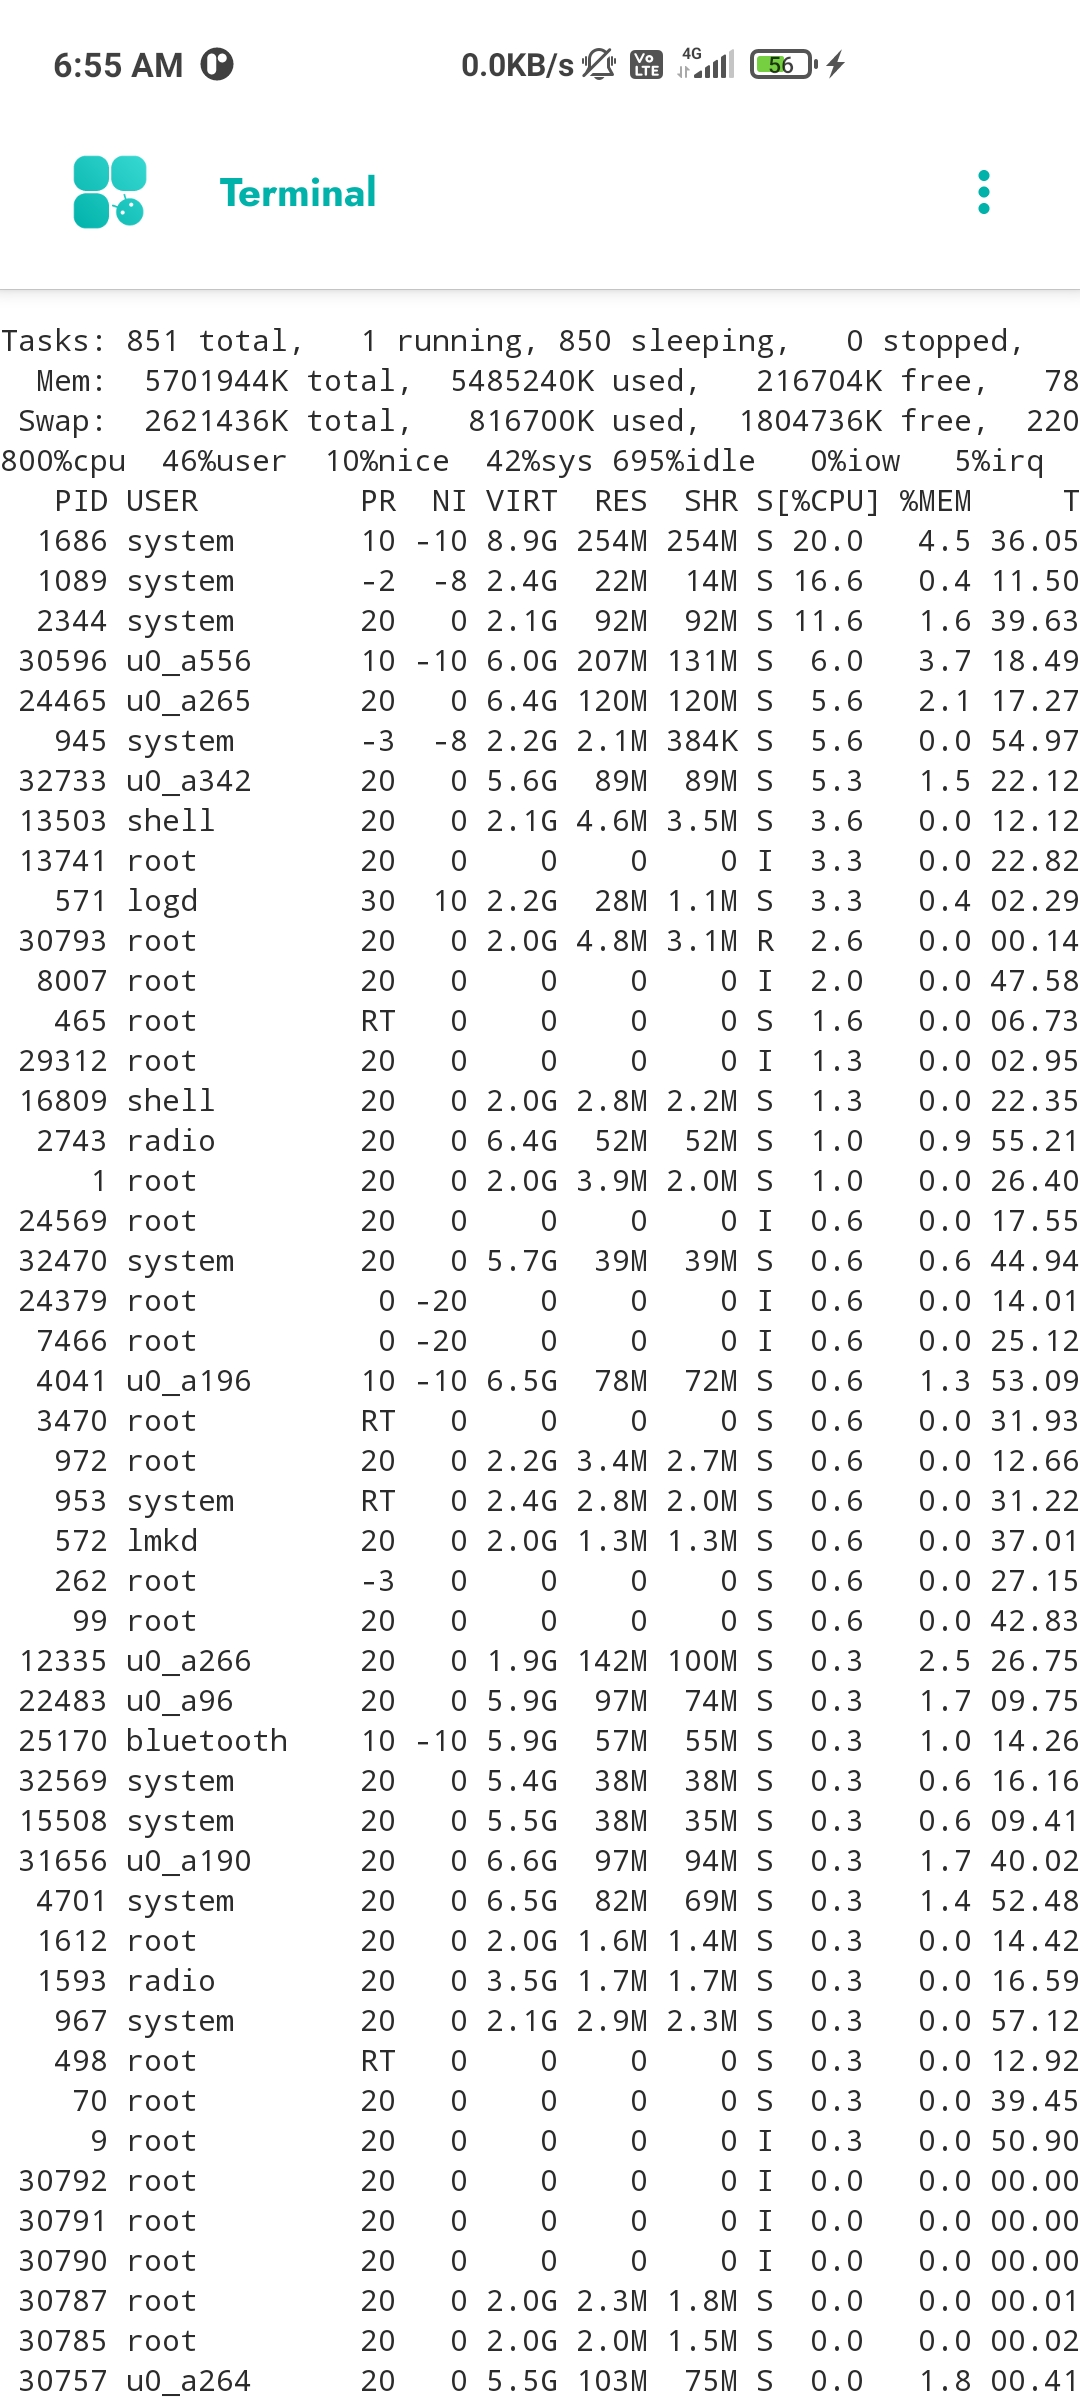 6:55 AM 0.0KB/s Vo LTE 4G 56
Terminal
Tasks: 851 total,   1 running, 850 sleeping,   0 stopped,
Mem:  5701944K total,  5485240K used,   216704K free,   78
Swap:  2621436K total,   816700K used,  1804736K free,  220
800%cpu  46%user  10%nice  42%sys 695%idle   0%iow   5%irq
PID USER         PR  NI VIRT  RES  SHR S[%CPU] %MEM     T
1686 system       10 -10 8.9G 254M 254M S 20.0   4.5 36.05
1089 system       -2  -8 2.4G  22M  14M S 16.6   0.4 11.50
2344 system       20   0 2.1G  92M  92M S 11.6   1.6 39.63
30596 u0_a556      10 -10 6.0G 207M 131M S  6.0   3.7 18.49
24465 u0_a265      20   0 6.4G 120M 120M S  5.6   2.1 17.27
945 system       -3  -8 2.2G 2.1M 384K S  5.6   0.0 54.97
32733 u0_a342      20   0 5.6G  89M  89M S  5.3   1.5 22.12
13503 shell        20   0 2.1G 4.6M 3.5M S  3.6   0.0 12.12
13741 root         20   0    0    0    0 I  3.3   0.0 22.82
571 logd         30  10 2.2G  28M 1.1M S  3.3   0.4 02.29
30793 root         20   0 2.0G 4.8M 3.1M R  2.6   0.0 00.14
8007 root         20   0    0    0    0 I  2.0   0.0 47.58
465 root         RT   0    0    0    0 S  1.6   0.0 06.73
29312 root         20   0    0    0    0 I  1.3   0.0 02.95
16809 shell        20   0 2.0G 2.8M 2.2M S  1.3   0.0 22.35
2743 radio        20   0 6.4G  52M  52M S  1.0   0.9 55.21
1 root         20   0 2.0G 3.9M 2.0M S  1.0   0.0 26.40
24569 root         20   0    0    0    0 I  0.6   0.0 17.55
32470 system       20   0 5.7G  39M  39M S  0.6   0.6 44.94
24379 root          0 -20    0    0    0 I  0.6   0.0 14.01
7466 root          0 -20    0    0    0 I  0.6   0.0 25.12
4041 u0_a196      10 -10 6.5G  78M  72M S  0.6   1.3 53.09
3470 root         RT   0    0    0    0 S  0.6   0.0 31.93
972 root         20   0 2.2G 3.4M 2.7M S  0.6   0.0 12.66
953 system       RT   0 2.4G 2.8M 2.0M S  0.6   0.0 31.22
572 lmkd         20   0 2.0G 1.3M 1.3M S  0.6   0.0 37.01
262 root         -3   0    0    0    0 S  0.6   0.0 27.15
99 root         20   0    0    0    0 S  0.6   0.0 42.83
12335 u0_a266      20   0 1.9G 142M 100M S  0.3   2.5 26.75
22483 u0_a96       20   0 5.9G  97M  74M S  0.3   1.7 09.75
25170 bluetooth    10 -10 5.9G  57M  55M S  0.3   1.0 14.26
32569 system       20   0 5.4G  38M  38M S  0.3   0.6 16.16
15508 system       20   0 5.5G  38M  35M S  0.3   0.6 09.41
31656 u0_a190      20   0 6.6G  97M  94M S  0.3   1.7 40.02
4701 system       20   0 6.5G  82M  69M S  0.3   1.4 52.48
1612 root         20   0 2.0G 1.6M 1.4M S  0.3   0.0 14.42
1593 radio        20   0 3.5G 1.7M 1.7M S  0.3   0.0 16.59
967 system       20   0 2.1G 2.9M 2.3M S  0.3   0.0 57.12
498 root         RT   0    0    0    0 S  0.3   0.0 12.92
70 root         20   0    0    0    0 S  0.3   0.0 39.45
9 root         20   0    0    0    0 I  0.3   0.0 50.90
30792 root         20   0    0    0    0 I  0.0   0.0 00.00
30791 root         20   0    0    0    0 I  0.0   0.0 00.00
30790 root         20   0    0    0    0 I  0.0   0.0 00.00
30787 root         20   0 2.0G 2.3M 1.8M S  0.0   0.0 00.01
30785 root         20   0 2.0G 2.0M 1.5M S  0.0   0.0 00.02
30757 u0_a264      20   0 5.5G 103M  75M S  0.0   1.8 00.41